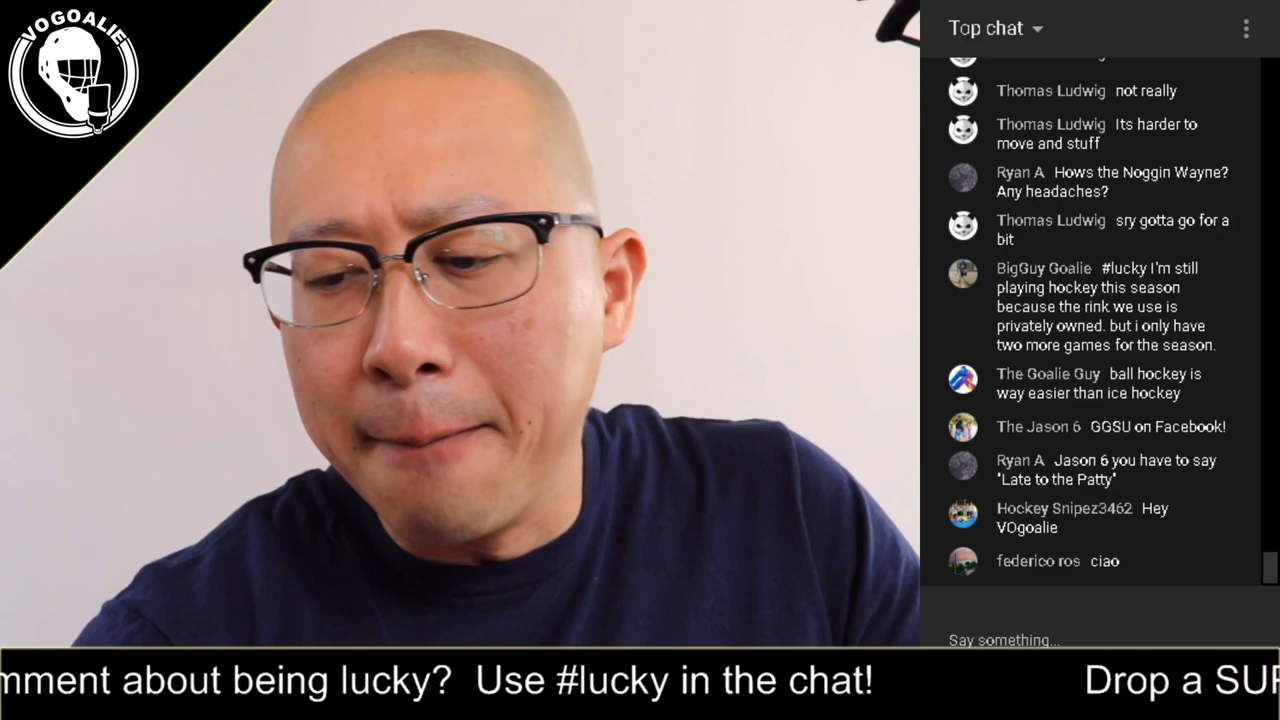 VOGOALIE
Top chat
Thomas Ludwig not really
Thomas Ludwig Its harder to
move and stuff
Ryan A Hows the Noggin Wayne?
Any headaches?
Thomas Ludwig sry gotta go for a
bit
BigGuy Goalie #lucky I'm still
playing hockey this season
because the rink we use is
privately owned. but i only have
two more games for the season.
The Goalie Guy ball hockey is
way easier than ice hockey
The Jason 6 GGSU on Facebook!
Ryan A Jason 6 you have to say
"Late to the Patty"
Hockey Snipez3462 Hey
VOgoalie
federico ros ciao
Say something...
mment about being lucky? Use #lucky in the chat! Drop a SUP